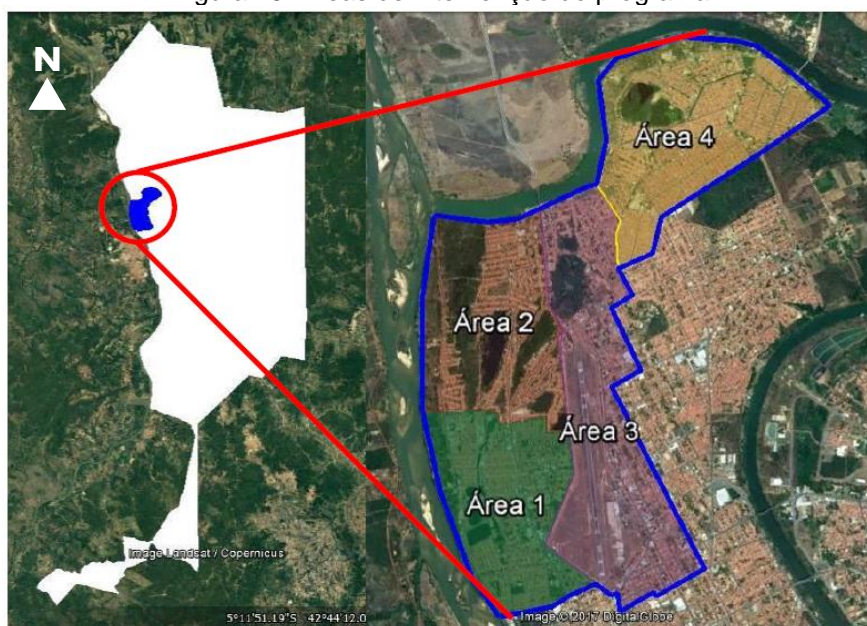 N
Área 4
Área 2
Área 3
Área 1
Image Landsat / Copernicus
5°11'51.19"S 42°44'12.0
Image © 2017 DigitalGlobe